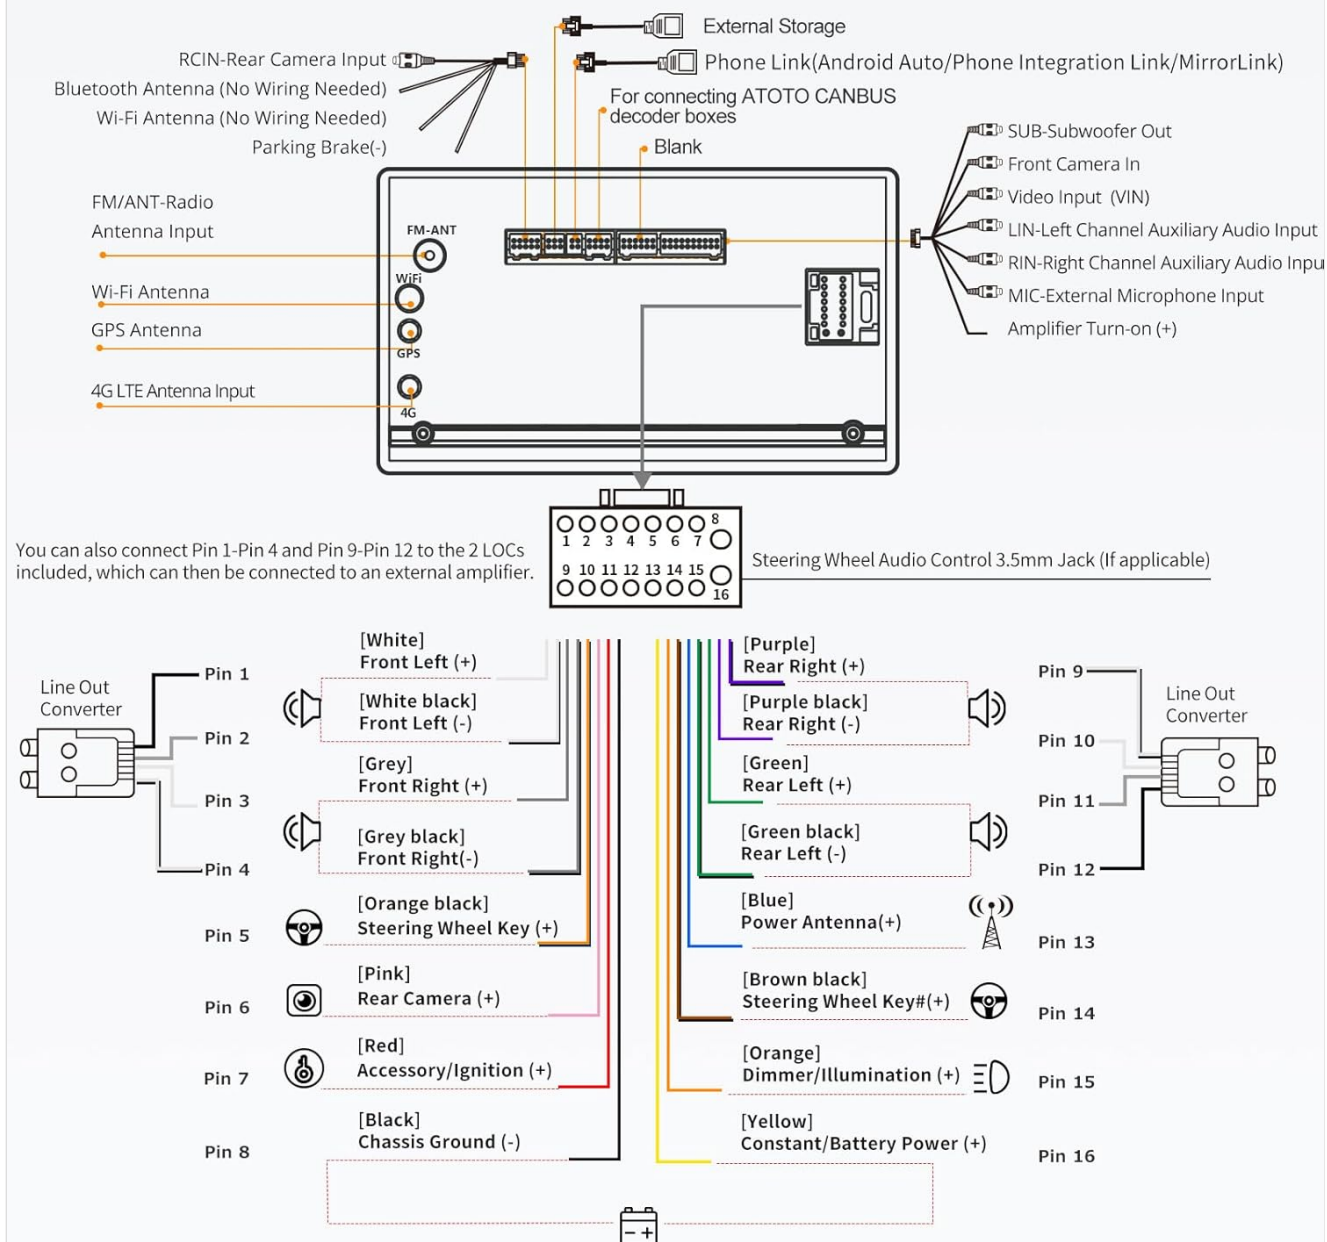 External Storage
RCIN-Rear Camera Input
Phone Link(Android Auto/Phone Integration Link/MirrorLink)
Bluetooth Antenna (No Wiring Needed)
For connecting ATOTO CANBUS
decoder boxes
Wi-Fi Antenna (No Wiring Needed)
Parking Brake(-)
Blank
SUB-Subwoofer Out
Front Camera In
Video Input (VIN)
LIN-Left Channel Auxiliary Audio Input
RIN-Right Channel Auxiliary Audio Inpu
MIC-External Microphone Input
Amplifier Turn-on (+)
FM/ANT-Radio
Antenna Input
FM-ANT
WiFi
Wi-Fi Antenna
GPS Antenna
GPS
4G LTE Antenna Input
4G
8
1 2 3 4 5 6 7
9 10 11 12 13 14 15
16
You can also connect Pin 1-Pin 4 and Pin 9-Pin 12 to the 2 LOCs
included, which can then be connected to an external amplifier.
Steering Wheel Audio Control 3.5mm Jack (If applicable)
Line Out
Converter
Pin 1
[White]
Front Left (+)
Pin 2
[White black]
Front Left (-)
Pin 3
[Grey]
Front Right (+)
Pin 4
[Grey black]
Front Right(-)
Pin 5
[Orange black]
Steering Wheel Key (+)
Pin 6
[Pink]
Rear Camera (+)
Pin 7
[Red]
Accessory/Ignition (+)
Pin 8
[Black]
Chassis Ground (-)
[Purple]
Rear Right (+)
Pin 9
[Purple black]
Rear Right (-)
Pin 10
[Green]
Rear Left (+)
Pin 11
[Green black]
Rear Left (-)
Pin 12
Line Out
Converter
[Blue]
Power Antenna(+)
Pin 13
[Brown black]
Steering Wheel Key#(+)
Pin 14
[Orange]
Dimmer/Illumination (+)
Pin 15
[Yellow]
Constant/Battery Power (+)
Pin 16
- +